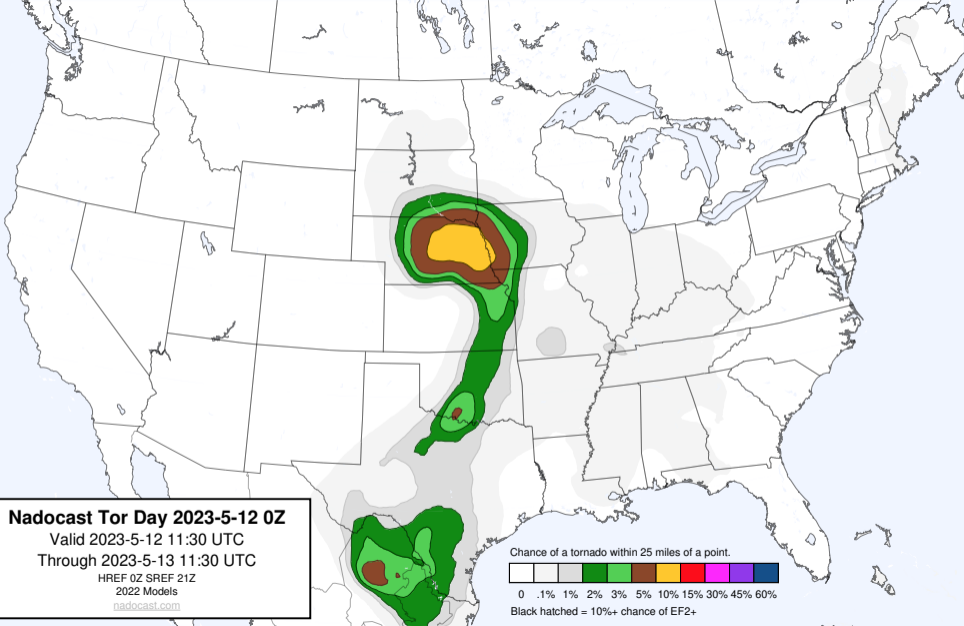 Nadocast Tor Day 2023-5-12 0Z
Valid 2023-5-12 11:30 UTC
Through 2023-5-13 11:30 UTC
HREF 0Z SREF 21Z
2022 Models
nadocast.com
Chance of a tornado within 25 miles of a point.
0 .1% 1% 2% 3% 5% 10% 15% 30% 45% 60%
Black hatched = 10%+ chance of EF2+